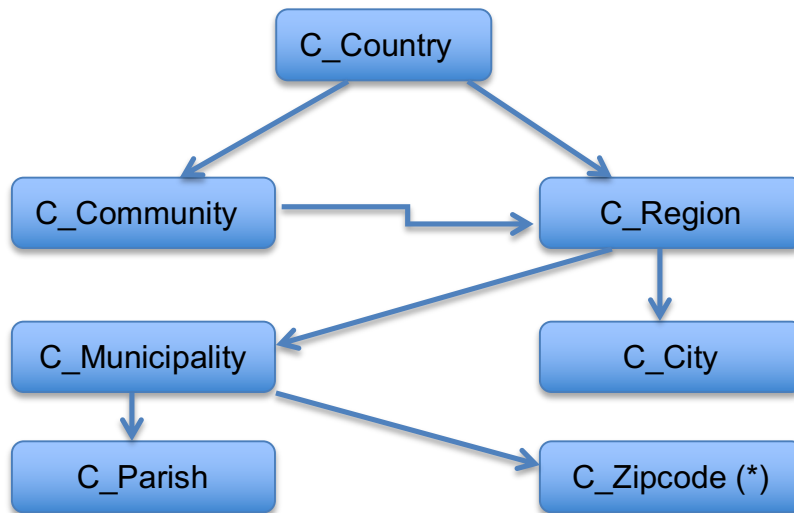 C_Country
C_Community
C_Region
C_Municipality
C_City
C_Parish
C_Zipcode (*)